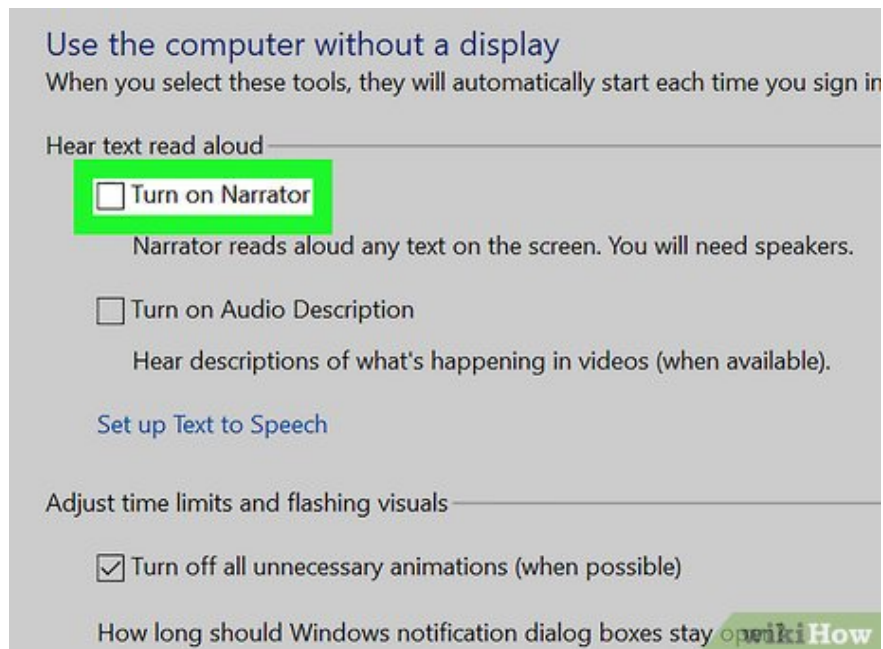 Use the computer without a display
When you select these tools, they will automatically start each time you sign in
Hear text read aloud
Turn on Narrator
Narrator reads aloud any text on the screen. You will need speakers.
Turn on Audio Description
Hear descriptions of what's happening in videos (when available).
Set up Text to Speech
Adjust time limits and flashing visuals
Turn off all unnecessary animations (when possible)
How long should Windows notification dialog boxes stay open?
wikiHow